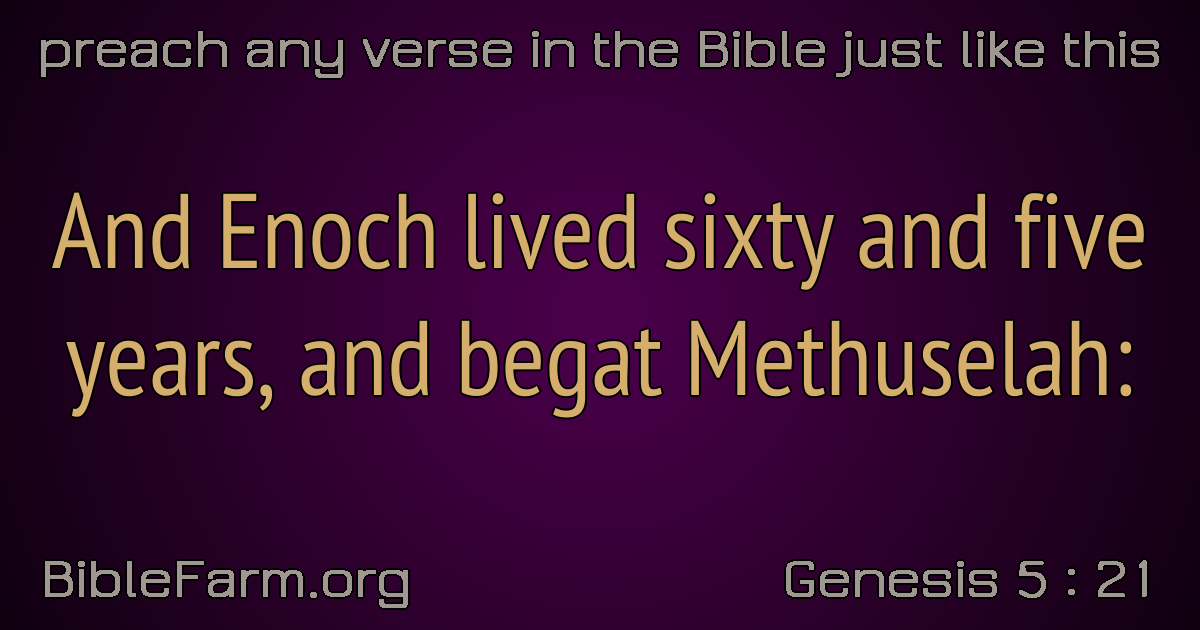 preach any verse in the Bible just like this
And Enoch lived sixty and five
years, and begat Methuselah:
BibleFarm.org
Genesis 5 : 21